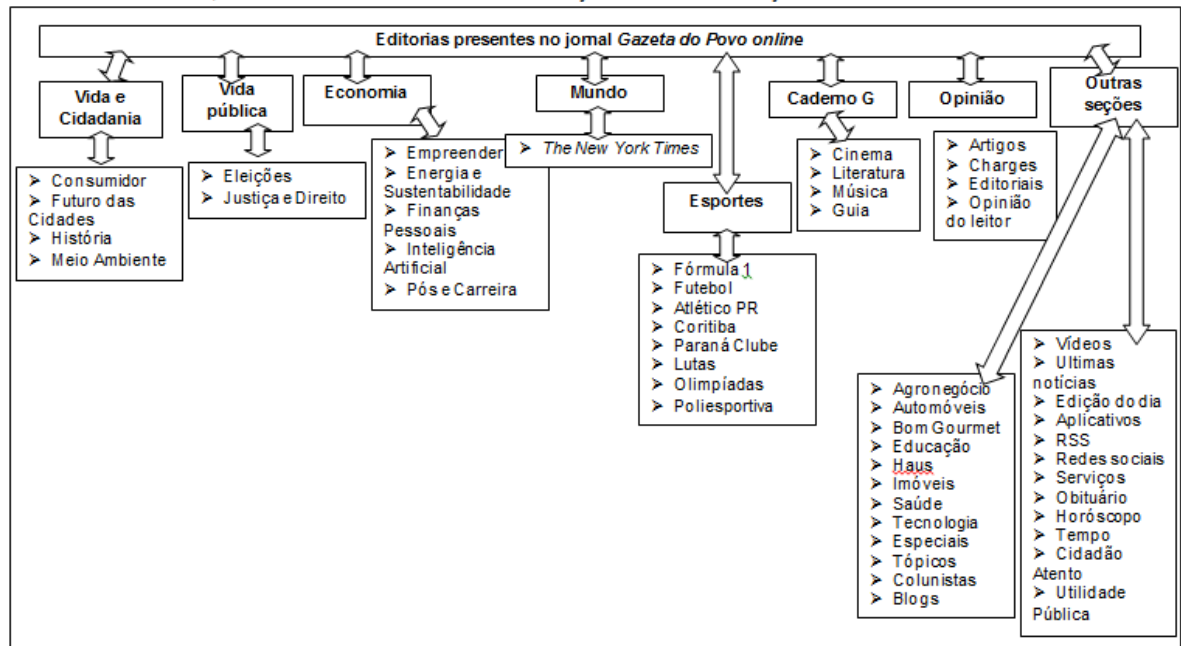 Editorias presentes no jornal Gazeta do Povo online
Vida e
Cidadania
Vida
pública
Economia
Mundo
Caderno G
Opinião
Outras
seções
➢ Consumidor
➢ Futuro das
Cidades
➢ História
➢ Meio Ambiente
➢ Eleições
➢ Justiça e Direito
➢ Empreender
➢ Energia e
Sustentabilidade
➢ Finanças
Pessoais
➢ Inteligência
Artificial
➢ Pós e Carreira
➢ The New York Times
Esportes
➢ Fórmula 1
➢ Futebol
➢ Atlético PR
➢ Coritiba
➢ Paraná Clube
➢ Lutas
➢ Olimpíadas
➢ Poliesportiva
➢ Cinema
➢ Literatura
➢ Música
➢ Guia
➢ Artigos
➢ Charges
➢ Editoriais
➢ Opinião
do leitor
➢ Agronegócio
➢ Automóveis
➢ Bom Gourmet
➢ Educação
➢ Haus
➢ Imóveis
➢ Saúde
➢ Tecnologia
➢ Especiais
➢ Tópicos
➢ Colunistas
➢ Blogs
➢ Vídeos
➢ Ultimas
notícias
➢ Edição do dia
➢ Aplicativos
➢ RSS
➢ Redes sociais
➢ Serviços
➢ Obituário
➢ Horóscopo
➢ Tempo
➢ Cidadão
Atento
➢ Utilidade
Pública